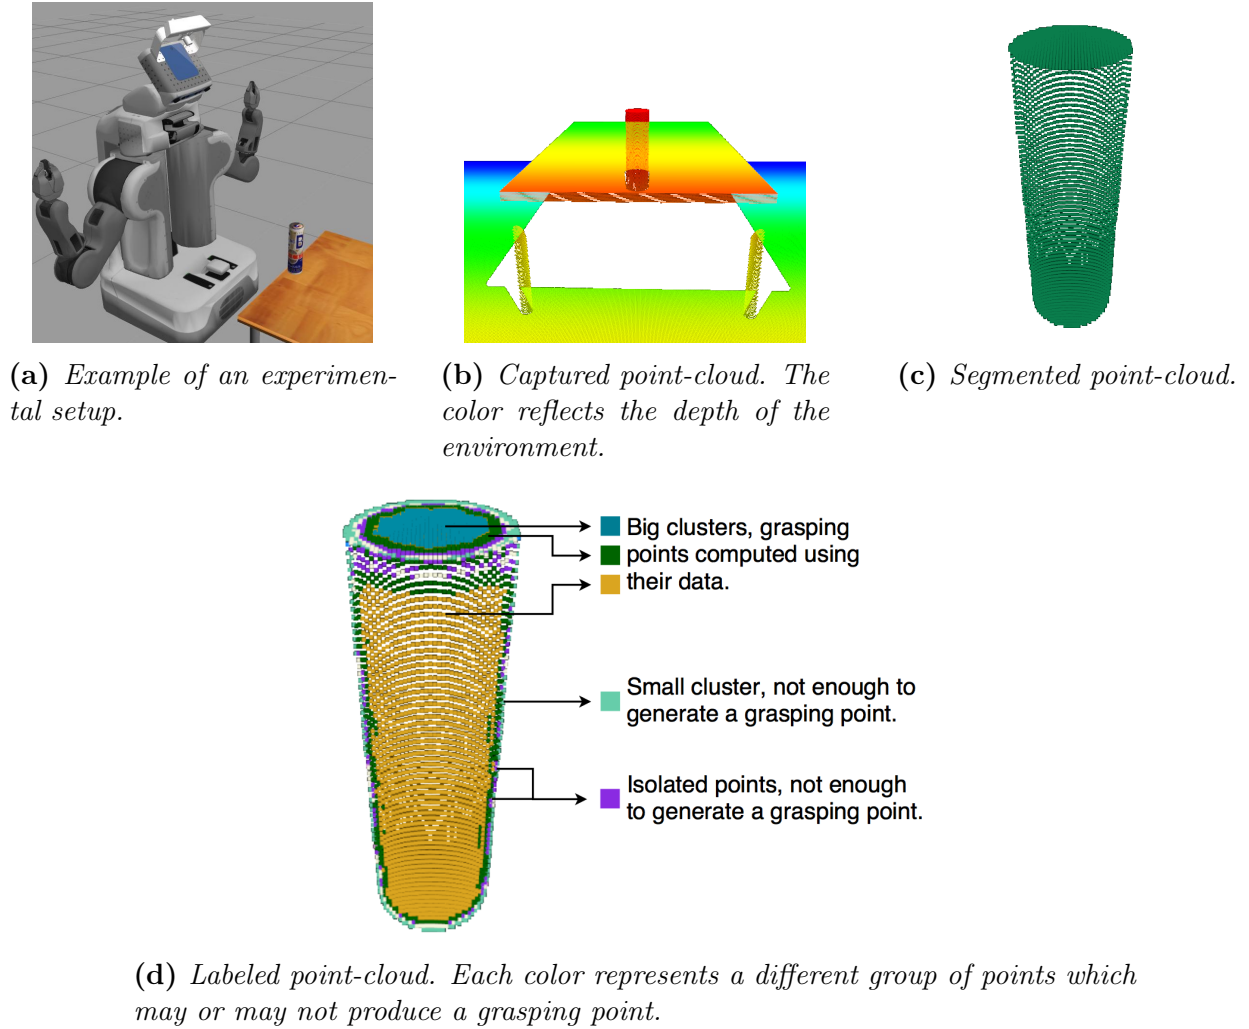 (a) Example of an experimen-
tal setup.
(b) Captured point-cloud. The
color reflects the depth of the
environment.
(c) Segmented point-cloud.
Big clusters, grasping
points computed using
their data.
Small cluster, not enough to
generate a grasping point.
Isolated points, not enough
to generate a grasping point.
(d) Labeled point-cloud. Each color represents a different group of points which
may or may not produce a grasping point.